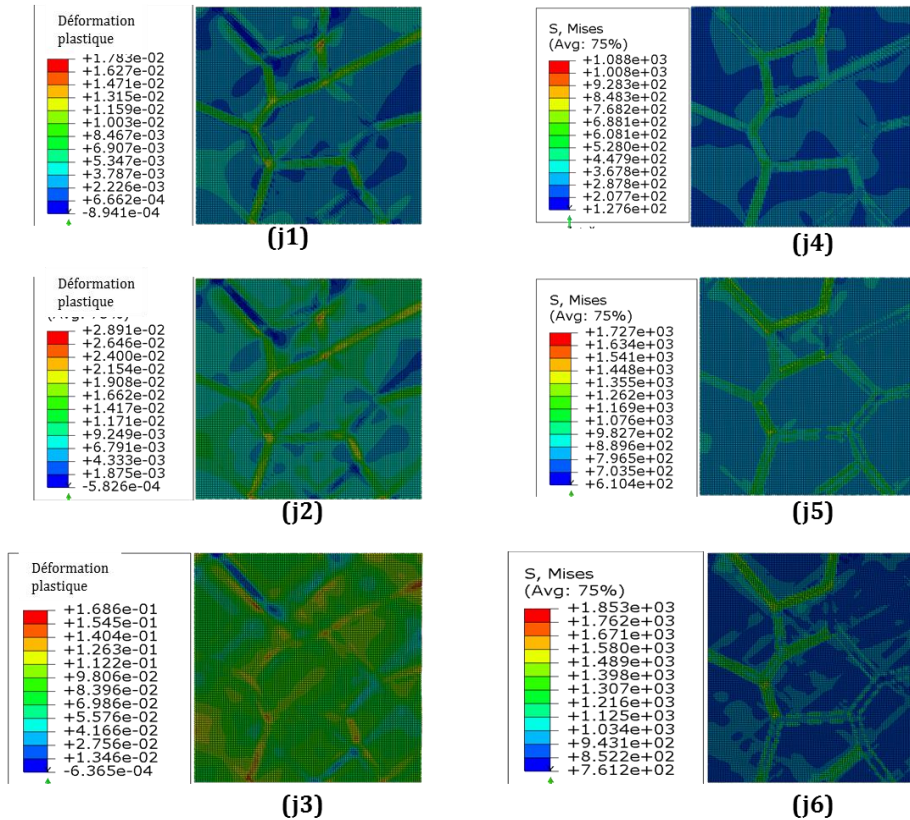 Déformation
plastique
+1.783e-02
+1.627e-02
+1.471e-02
+1.315e-02
+1.159e-02
+1.003e-02
+8.467e-03
+6.907e-03
+5.347e-03
+3.787e-03
+2.226e-03
+6.662e-04
-8.941e-04
(j1)
S, Mises
(Avg: 75%)
+1.088e+03
+1.008e+03
+9.283e+02
+8.483e+02
+7.682e+02
+6.881e+02
+6.081e+02
+5.280e+02
+4.479e+02
+3.678e+02
+2.878e+02
+2.077e+02
+1.276e+02
(j4)
Déformation
plastique
+2.891e-02
+2.646e-02
+2.400e-02
+2.154e-02
+1.908e-02
+1.662e-02
+1.417e-02
+1.171e-02
+9.249e-03
+6.791e-03
+4.333e-03
+1.875e-03
-5.826e-04
(j2)
S, Mises
(Avg: 75%)
+1.727e+03
+1.634e+03
+1.541e+03
+1.448e+03
+1.355e+03
+1.262e+03
+1.169e+03
+1.076e+03
+9.827e+02
+8.896e+02
+7.965e+02
+7.035e+02
+6.104e+02
(j5)
Déformation
plastique
+1.686e-01
+1.545e-01
+1.404e-01
+1.263e-01
+1.122e-01
+9.806e-02
+8.396e-02
+6.986e-02
+5.576e-02
+4.166e-02
+2.756e-02
+1.346e-02
-6.365e-04
(j3)
S, Mises
(Avg: 75%)
+1.853e+03
+1.762e+03
+1.671e+03
+1.580e+03
+1.489e+03
+1.398e+03
+1.307e+03
+1.216e+03
+1.125e+03
+1.034e+03
+9.431e+02
+8.522e+02
+7.612e+02
(j6)